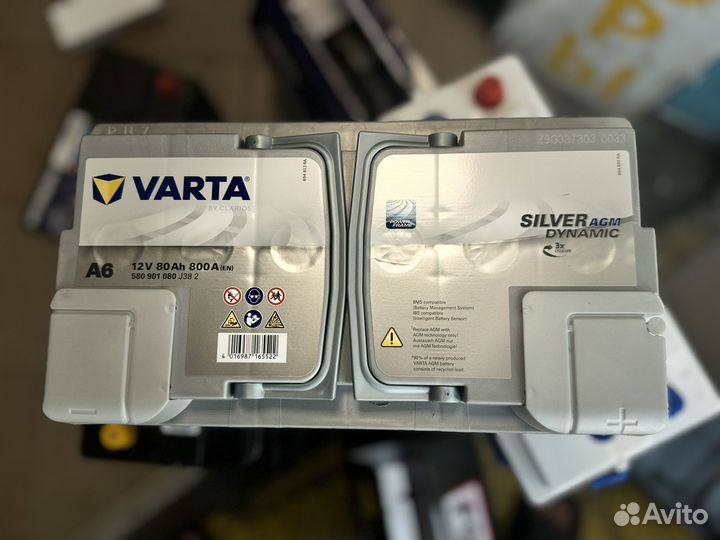 Z9G337303 0033
VARTA
BY CLARIOS
A6
12V 80Ah 800A(EN)
580 901 080 J38 2
4 016987 165522
POWER
FRAME
SILVER AGM
DYNAMIC
3x
BMS compatible
(Battery Management System)
IBS compatible
(Intelligent Battery Sensor)
Replace AGM with
AGM technology only!
Austausch AGM nur
mit AGM Technologie!
*90% of a newly produced
VARTA AGM battery
consists of recycled lead.
Avito